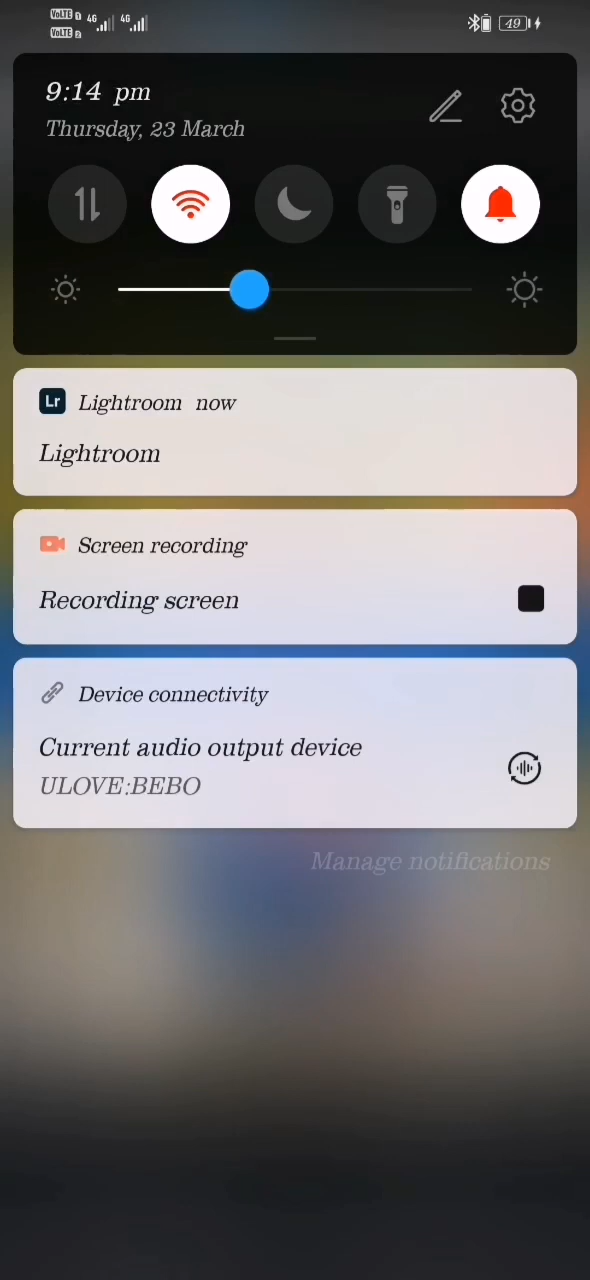 VoLTE 1 4G 4G 49
VoLTE 2
9:14 pm
Thursday, 23 March
Lr Lightroom now
Lightroom
Screen recording
Recording screen
Device connectivity
Current audio output device
ULOVE:BEBO
Manage notifications